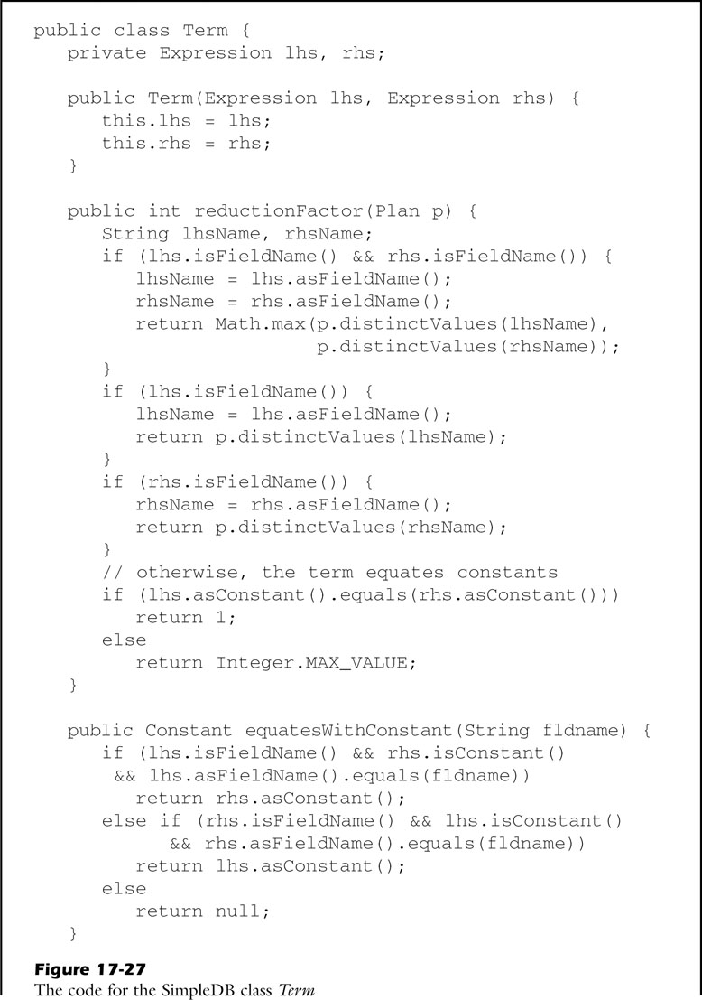 public class Term {
   private Expression lhs, rhs;

   public Term(Expression lhs, Expression rhs) {
      this.lhs = lhs;
      this.rhs = rhs;
   }

   public int reductionFactor(Plan p) {
      String lhsName, rhsName;
      if (lhs.isFieldName() && rhs.isFieldName()) {
         lhsName = lhs.asFieldName();
         rhsName = rhs.asFieldName();
         return Math.max(p.distinctValues(lhsName),
                         p.distinctValues(rhsName));
      }
      if (lhs.isFieldName()) {
         lhsName = lhs.asFieldName();
         return p.distinctValues(lhsName);
      }
      if (rhs.isFieldName()) {
         rhsName = rhs.asFieldName();
         return p.distinctValues(rhsName);
      }
      // otherwise, the term equates constants
      if (lhs.asConstant().equals(rhs.asConstant()))
         return 1;
      else
         return Integer.MAX_VALUE;
   }

   public Constant equatesWithConstant(String fldname) {
      if (lhs.isFieldName() && rhs.isConstant()
       && lhs.asFieldName().equals(fldname))
         return rhs.asConstant();
      else if (rhs.isFieldName() && lhs.isConstant()
            && rhs.asFieldName().equals(fldname))
         return lhs.asConstant();
      else
         return null;
   }
Figure 17-27
The code for the SimpleDB class Term